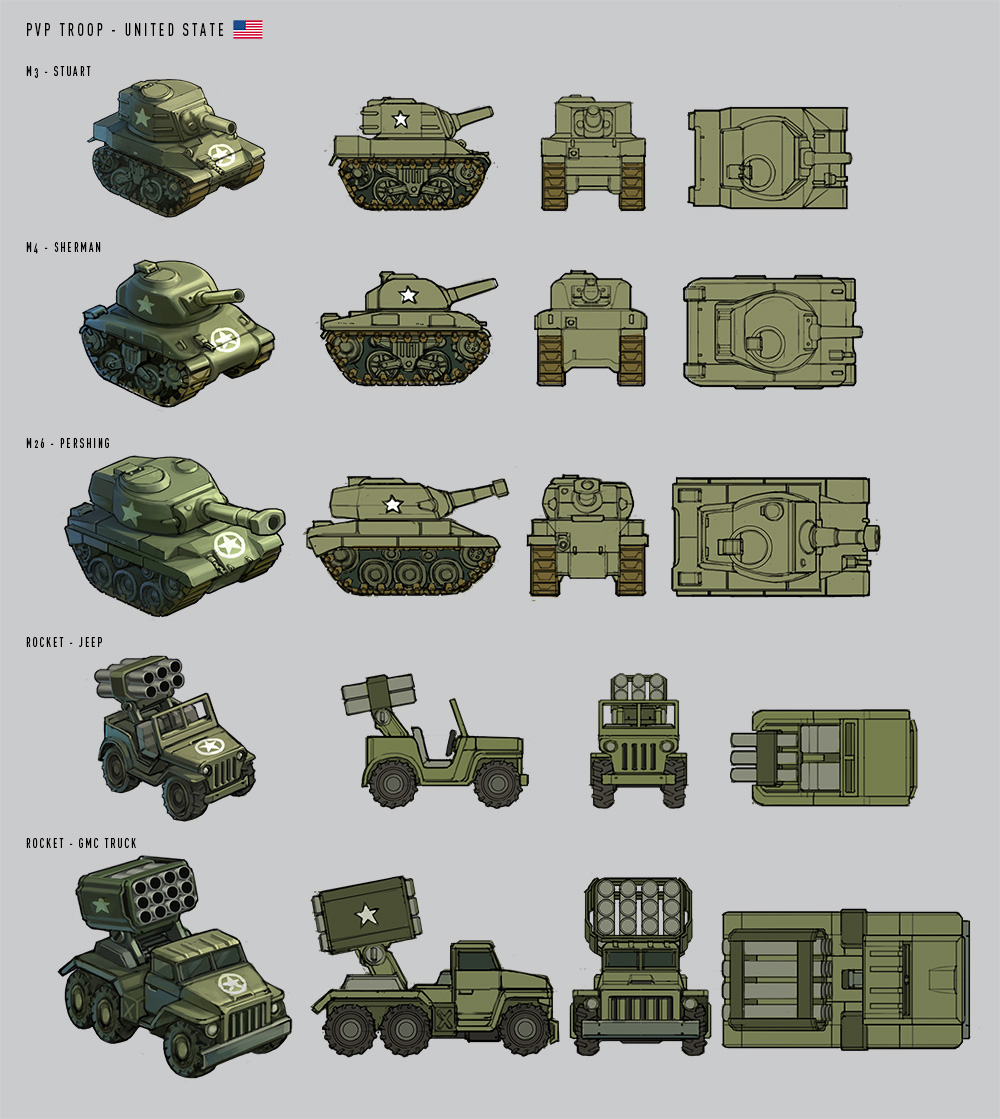 PVP TROOP - UNITED STATE
M3 - STUART
M4 - SHERMAN
M26 - PERSHING
ROCKET - JEEP
ROCKET - GMC TRUCK